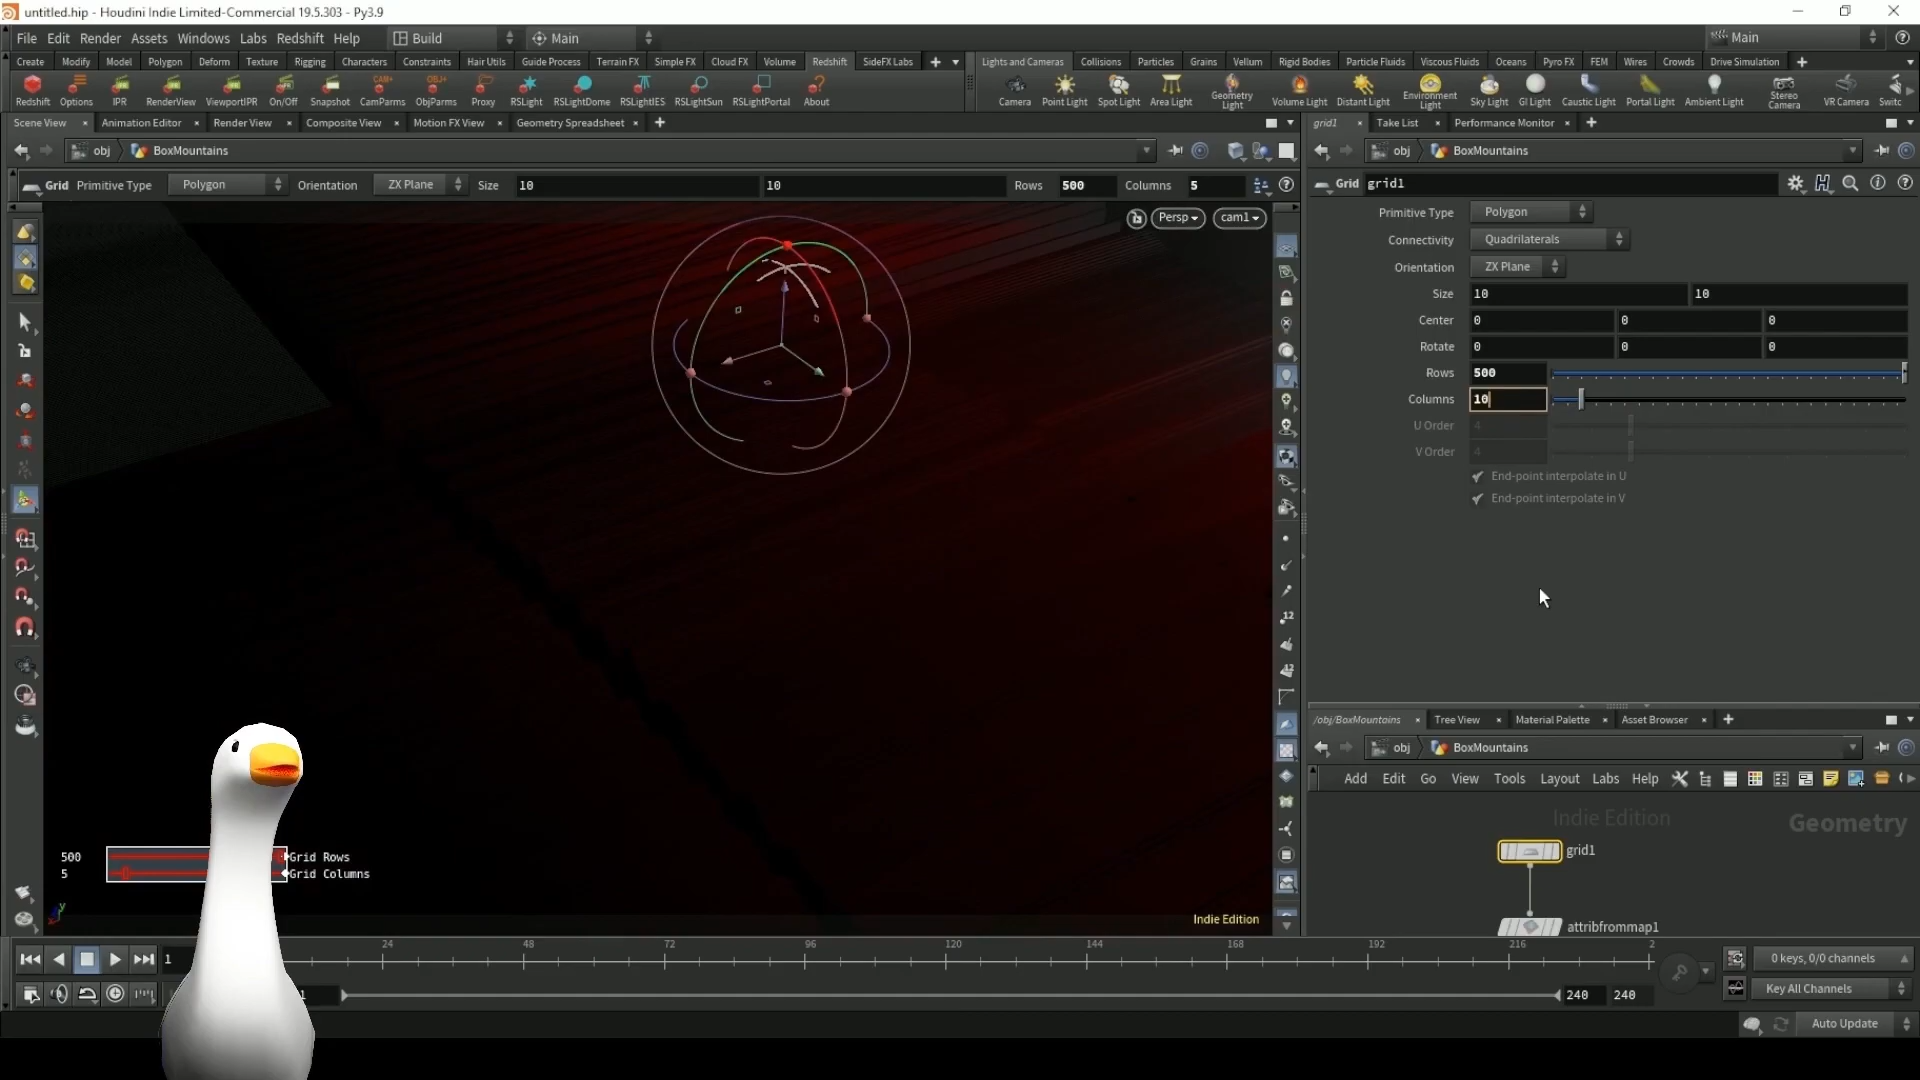 untitled.hip - Houdini Indie Limited-Commercial 19.5.303 - Py3.9
File Edit Render Assets Windows Labs Redshift Help Build Main Main
Create Modify Model Polygon Deform Texture Rigging Characters Constraints Hair Utils Guide Process Terrain FX Simple FX Cloud FX Volume Redshift SideFX Labs
Lights and Cameras Collisions Particles Grains Vellum Rigid Bodies Particle Fluids Viscous Fluids Oceans Pyro FX FEM Wires Crowds Drive Simulation
Redshift Options IPR RenderView ViewportIPR On/Off Snapshot CamParms ObjParms Proxy RSLight RSLightDome RSLightIES RSLightSun RSLightPortal About
Camera Point Light Spot Light Area Light Geometry Light Volume Light Distant Light Environment Light Sky Light GI Light Caustic Light Portal Light Ambient Light Stereo Camera VR Camera Switc
Scene View Animation Editor Render View Composite View Motion FX View Geometry Spreadsheet
grid1 Take List Performance Monitor
obj BoxMountains
obj BoxMountains
Grid Primitive Type Polygon Orientation ZX Plane Size 10 10 Rows 500 Columns 5
Grid grid1
Persp cam1
Primitive Type Polygon
Connectivity Quadrilaterals
Orientation ZX Plane
Size 10 10
Center 0 0 0
Rotate 0 0 0
Rows 500
Columns 10
U Order 4
V Order 4
End-point interpolate in U
End-point interpolate in V
/obj/BoxMountains Tree View Material Palette Asset Browser
obj BoxMountains
Add Edit Go View Tools Layout Labs Help
Indie Edition
Geometry
grid1
attribfrommap1
500 Grid Rows
5 Grid Columns
Indie Edition
1 24 48 72 96 120 144 168 192 216 2
0 keys, 0/0 channels
1 240 240
Key All Channels
Auto Update